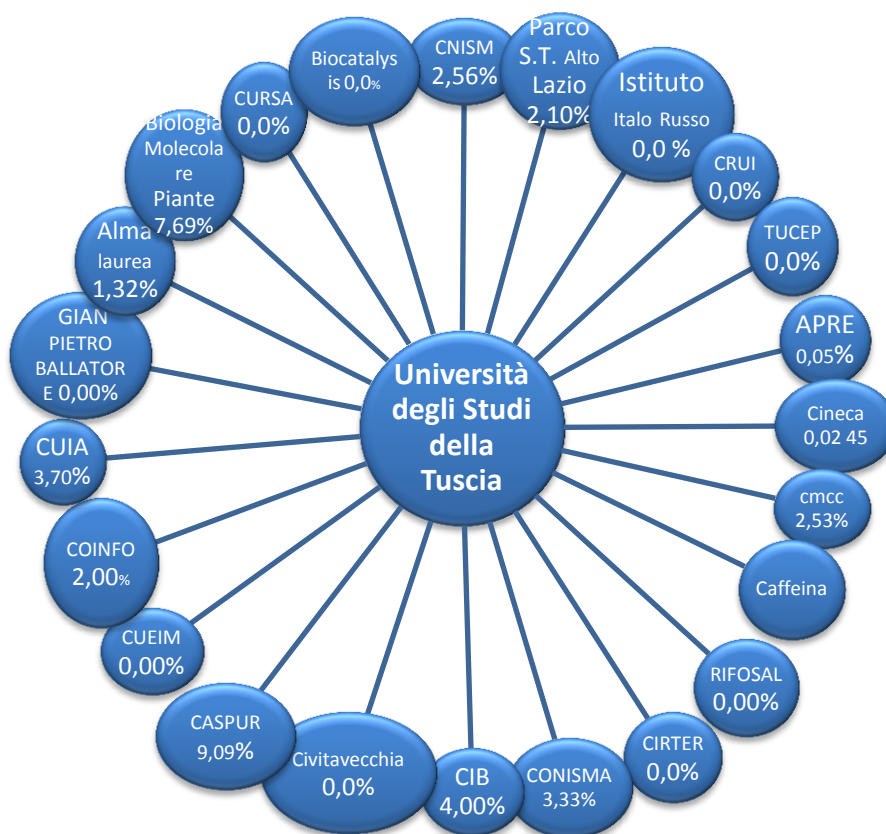 Università
degli Studi
della
Tuscia
CNISM
2,56%
Parco
S.T. Alto
Lazio
2,10%
Istituto
Italo Russo
0,0 %
CRUI
0,0%
TUCEP
0,0%
APRE
0,05%
Cineca
0,02 45
cmcc
2,53%
Caffeina
RIFOSAL
0,00%
CIRTER
0,0%
CONISMA
3,33%
CIB
4,00%
Civitavecchia
0,0%
CASPUR
9,09%
CUEIM
0,00%
COINFO
2,00%
CUIA
3,70%
GIAN
PIETRO
BALLATOR
E 0,00%
Alma
laurea
1,32%
Biologia
Molecola
re
Piante
7,69%
CURSA
0,0%
Biocatalys
is 0,0%